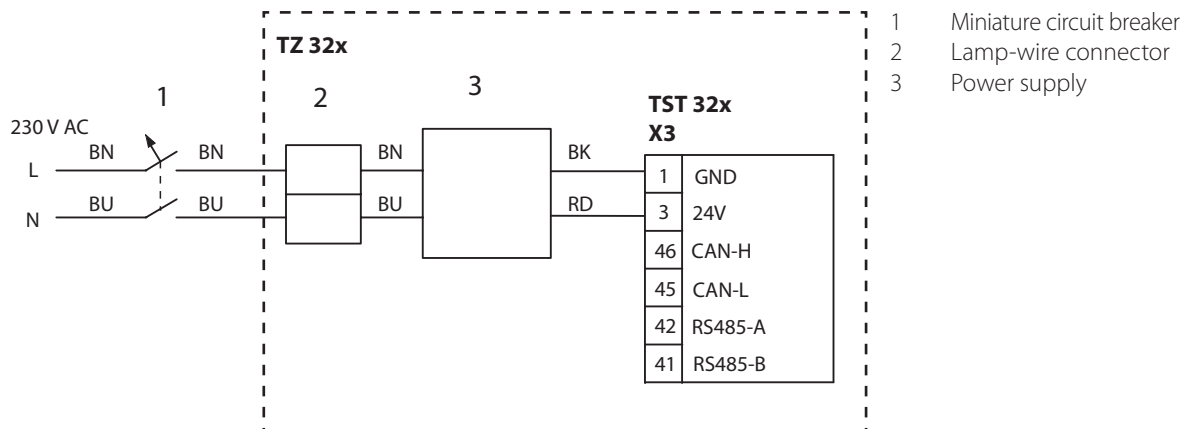 TZ 32x
1 Miniature circuit breaker
2 Lamp-wire connector
3 Power supply
1 2 3
TST 32x
X3
230 V AC
L BN BN BN BK 1 GND
N BU BU BU RD 3 24V
46 CAN-H
45 CAN-L
42 RS485-A
41 RS485-B